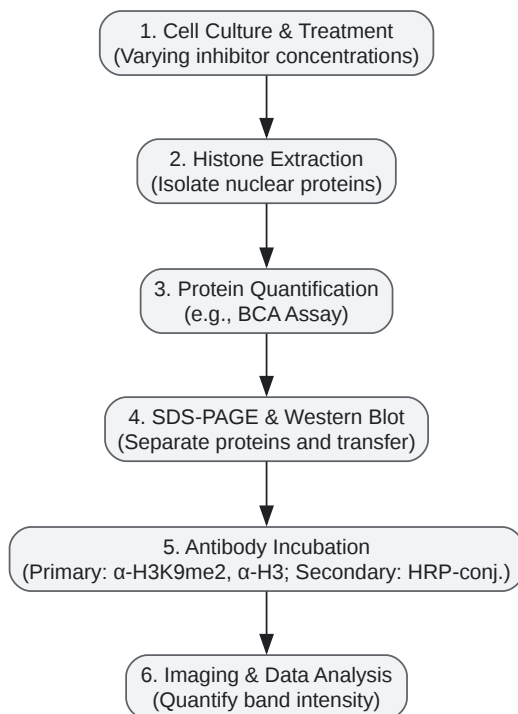 1. Cell Culture & Treatment
(Varying inhibitor concentrations)
2. Histone Extraction
(Isolate nuclear proteins)
3. Protein Quantification
(e.g., BCA Assay)
4. SDS-PAGE & Western Blot
(Separate proteins and transfer)
5. Antibody Incubation
(Primary: α-H3K9me2, α-H3; Secondary: HRP-conj.)
6. Imaging & Data Analysis
(Quantify band intensity)